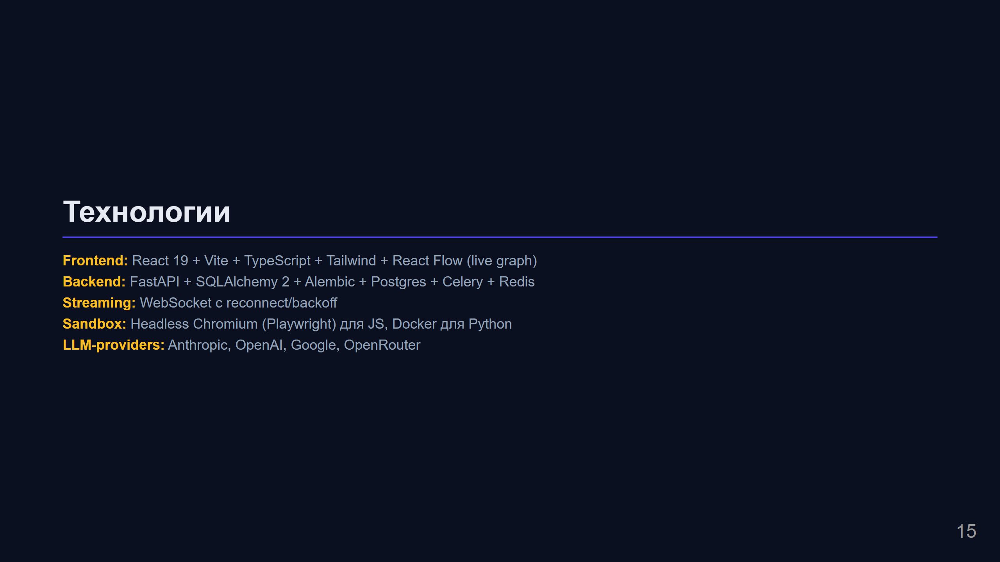 Технологии
Frontend: React 19 + Vite + TypeScript + Tailwind + React Flow (live graph)
Backend: FastAPI + SQLAlchemy 2 + Alembic + Postgres + Celery + Redis
Streaming: WebSocket с reconnect/backoff
Sandbox: Headless Chromium (Playwright) для JS, Docker для Python
LLM-providers: Anthropic, OpenAI, Google, OpenRouter
15